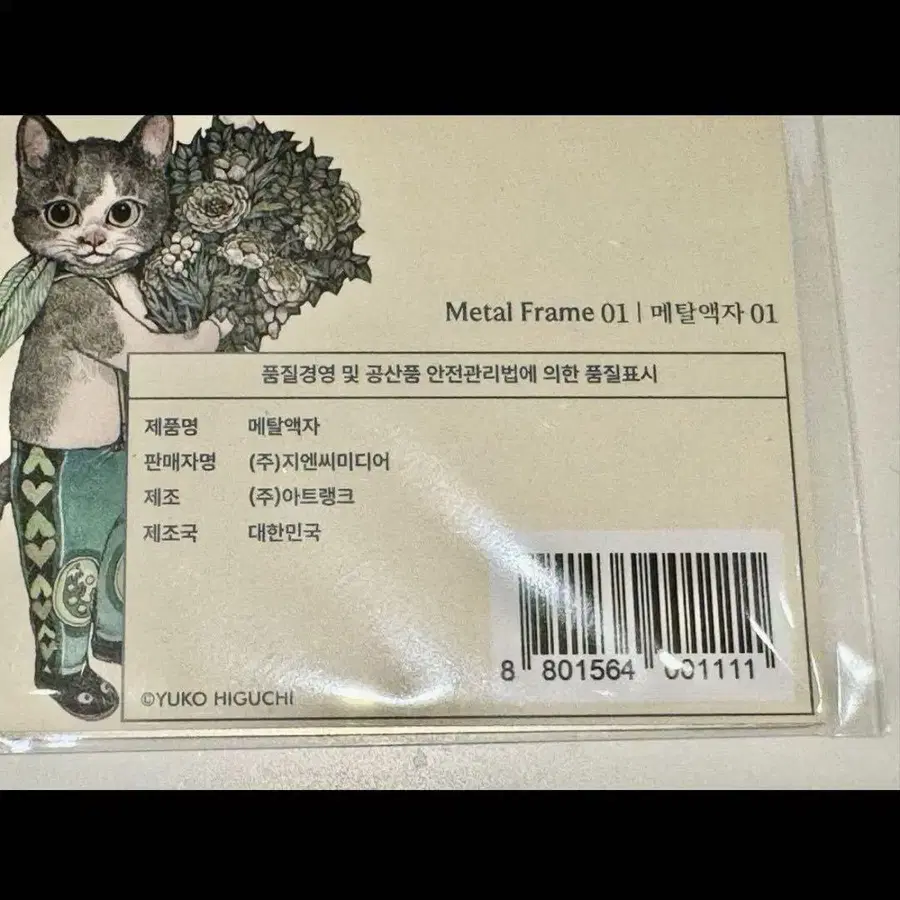 Metal Frame 01 | 메탈액자 01
품질경영 및 공산품 안전관리법에 의한 품질표시
제품명 메탈액자
판매자명 (주)지엔씨미디어
제조 (주)아트랭크
제조국 대한민국
8 801564 001111
©YUKO HIGUCHI